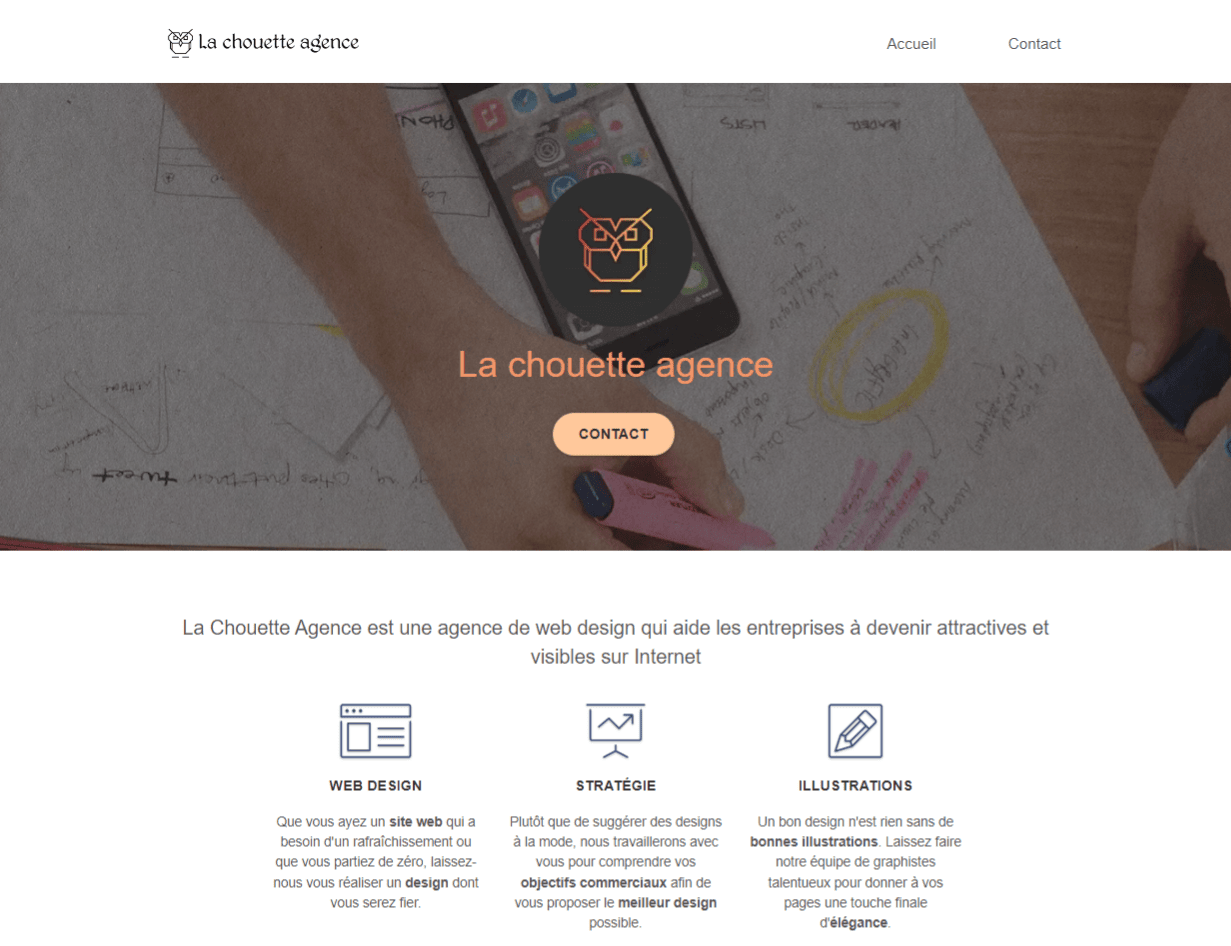 La chouette agence
Accueil
Contact
LISTS
HEADER
La chouette agence
CONTACT
tweet
La Chouette Agence est une agence de web design qui aide les entreprises à devenir attractives et
visibles sur Internet
WEB DESIGN
Que vous ayez un site web qui a
besoin d'un rafraîchissement ou
que vous partiez de zéro, laissez-
nous vous réaliser un design dont
vous serez fier.
STRATÉGIE
Plutôt que de suggérer des designs
à la mode, nous travaillerons avec
vous pour comprendre vos
objectifs commerciaux afin de
vous proposer le meilleur design
possible.
ILLUSTRATIONS
Un bon design n'est rien sans de
bonnes illustrations. Laissez faire
notre équipe de graphistes
talentueux pour donner à vos
pages une touche finale
d'élégance.